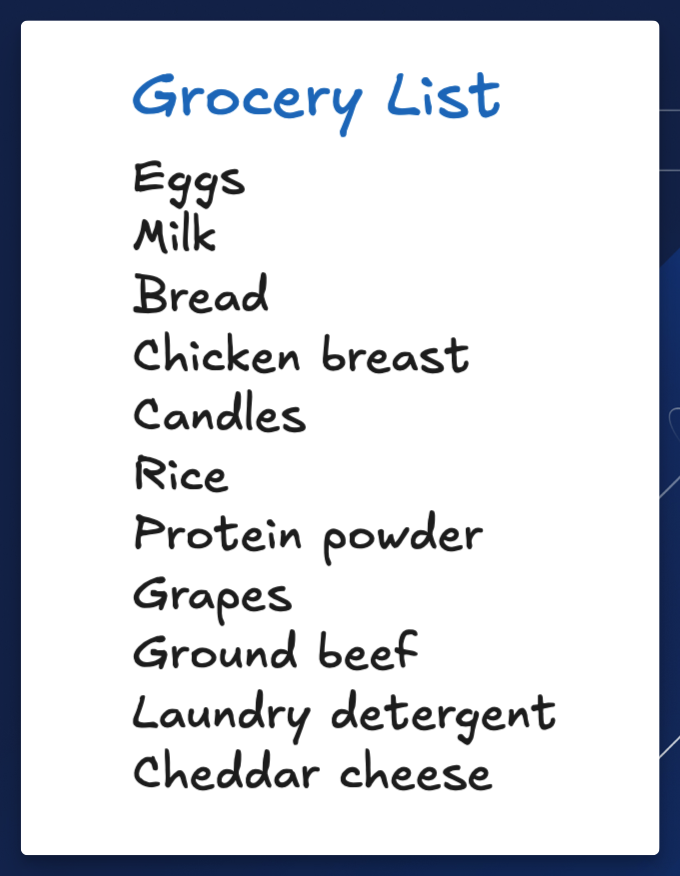 Grocery List
Eggs
Milk
Bread
Chicken breast
Candles
Rice
Protein powder
Grapes
Ground beef
Laundry detergent
Cheddar cheese